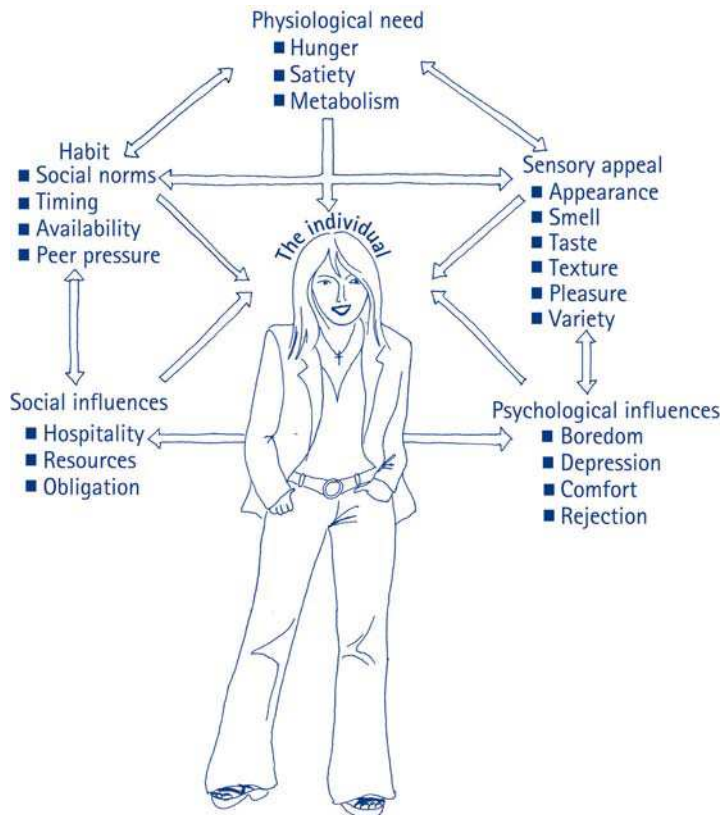 Physiological need
■ Hunger
■ Satiety
■ Metabolism
Habit
■ Social norms
■ Timing
■ Availability
■ Peer pressure
Sensory appeal
■ Appearance
■ Smell
■ Taste
■ Texture
■ Pleasure
■ Variety
The individual
Social influences
■ Hospitality
■ Resources
■ Obligation
Psychological influences
■ Boredom
■ Depression
■ Comfort
■ Rejection